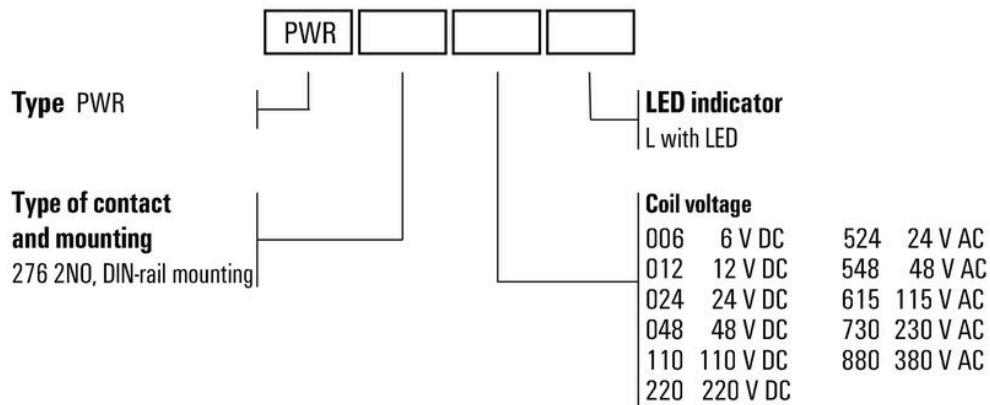 PWR
Type PWR
Type of contact
and mounting
276 2NO, DIN-rail mounting
LED indicator
L with LED
Coil voltage
006 6 V DC 524 24 V AC
012 12 V DC 548 48 V AC
024 24 V DC 615 115 V AC
048 48 V DC 730 230 V AC
110 110 V DC 880 380 V AC
220 220 V DC